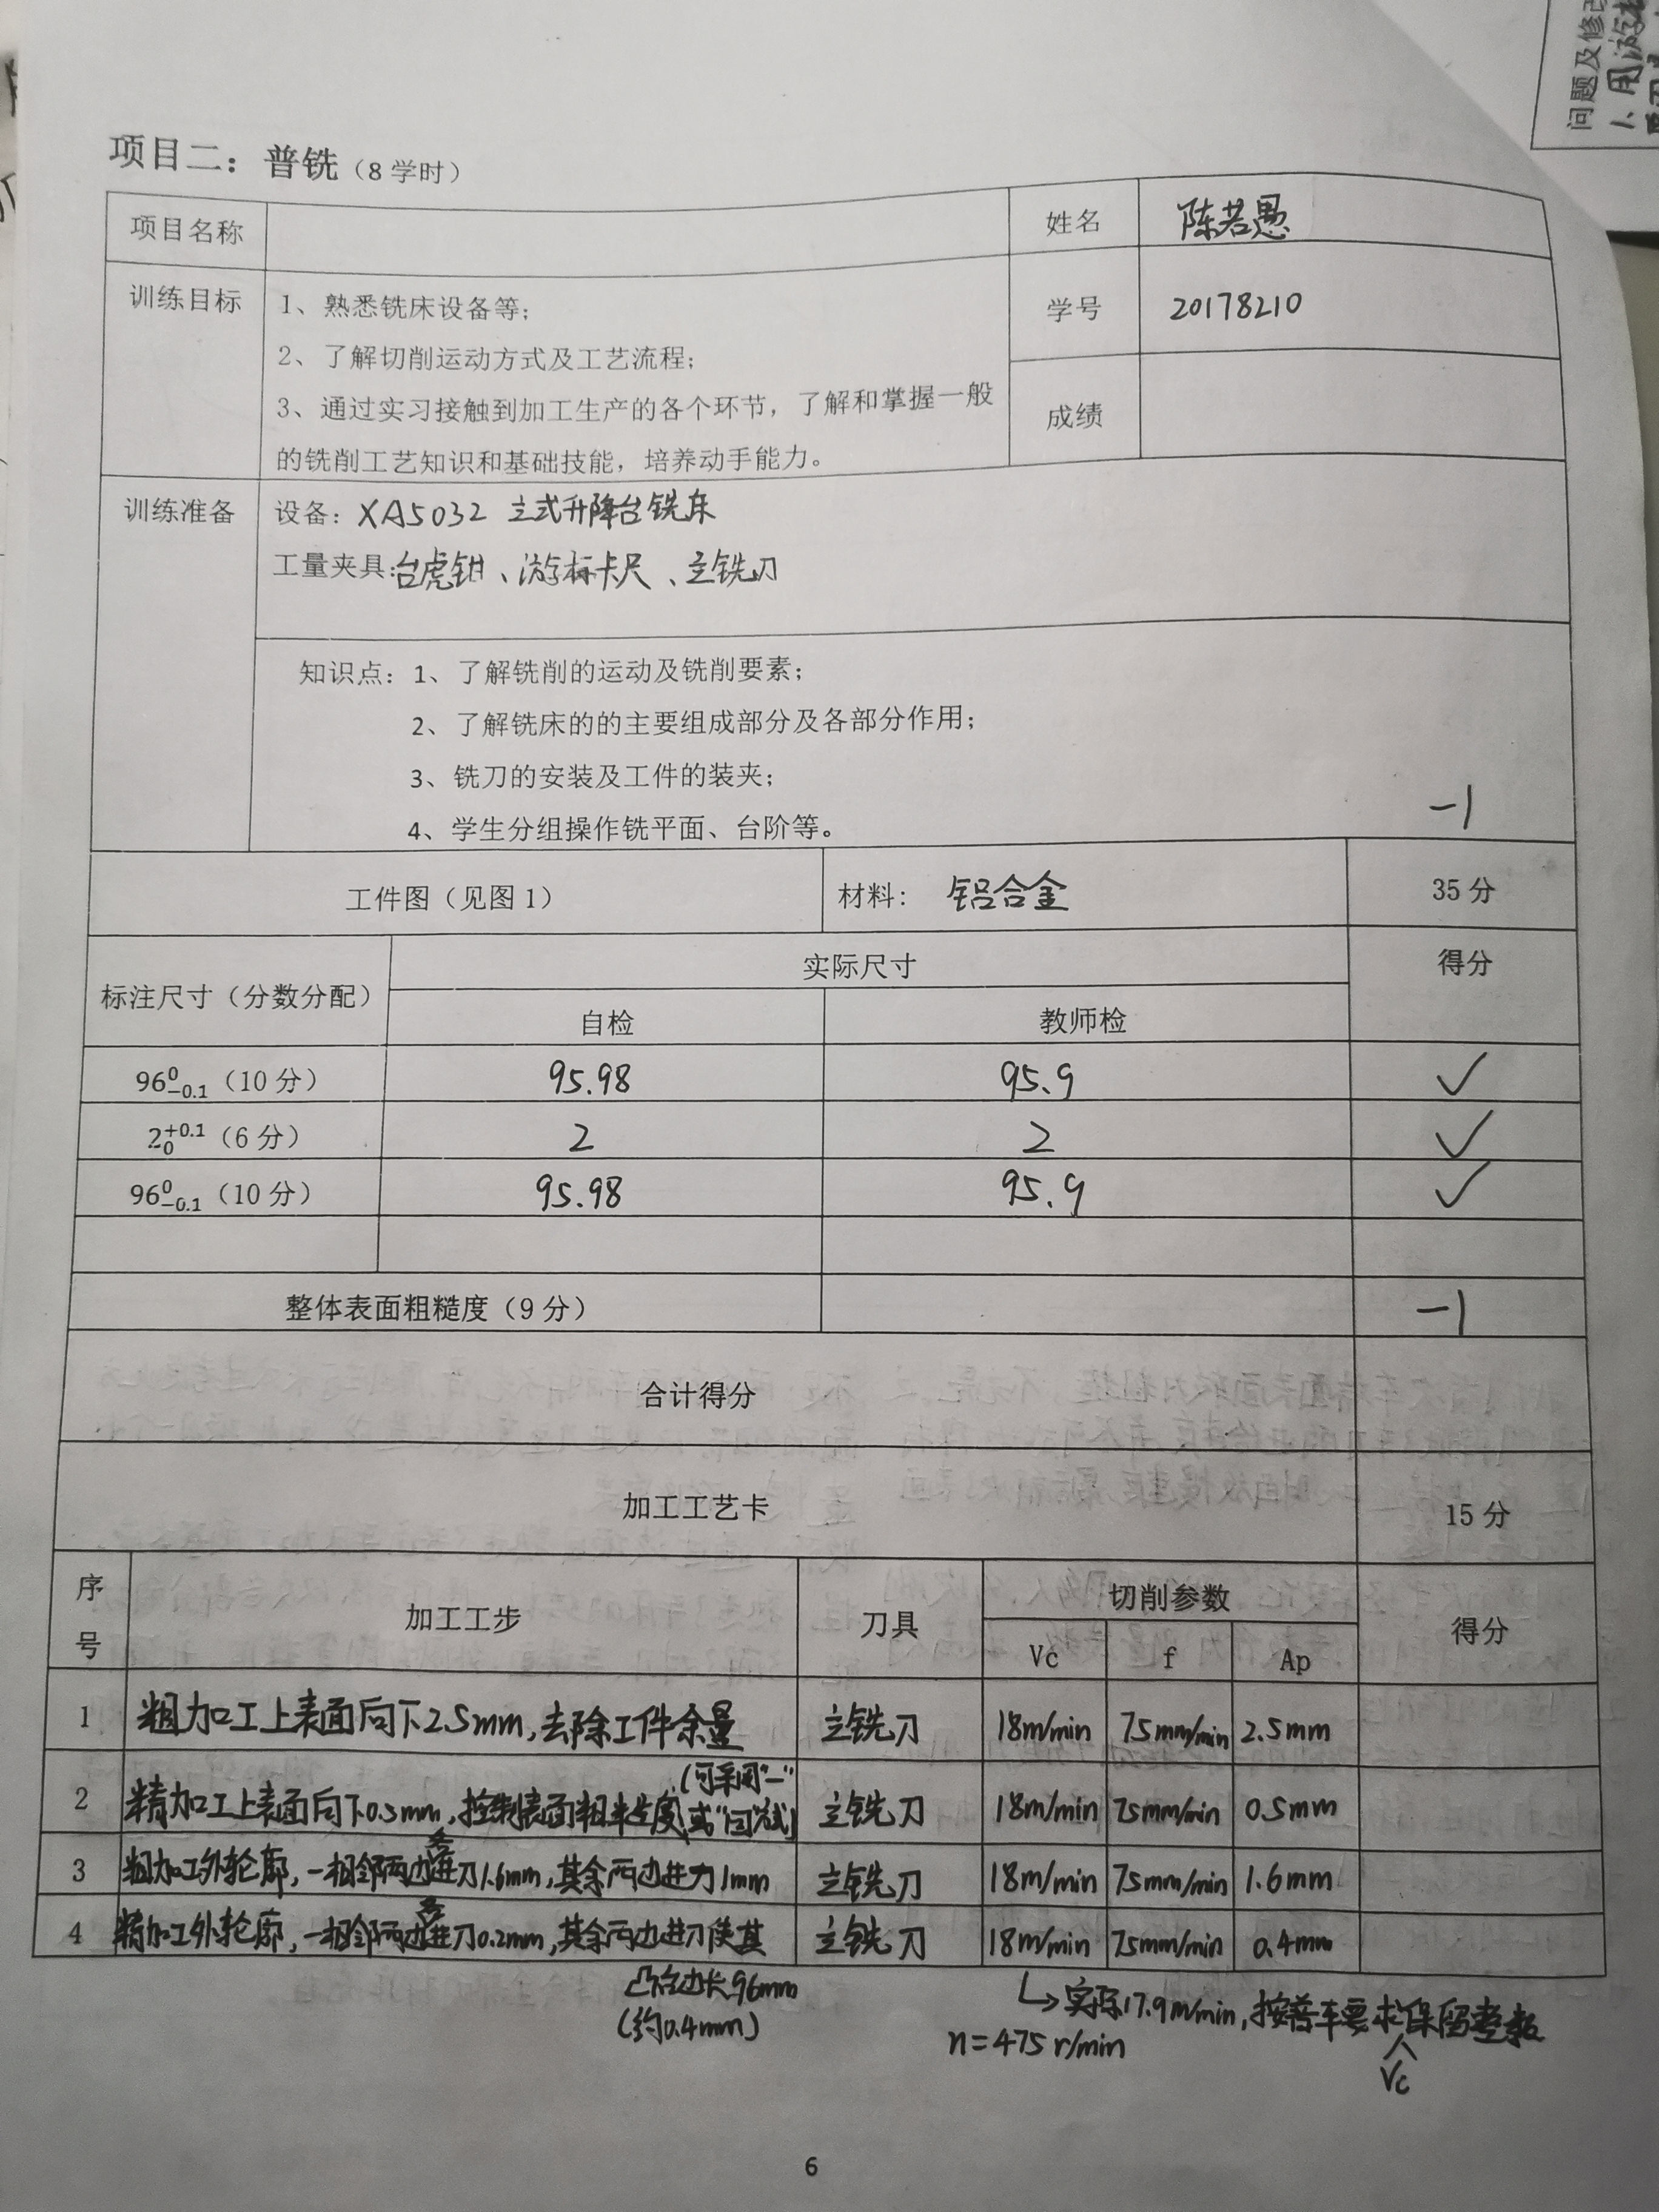 问题及修改
1、用游标
项目二：普铣（8学时）
项目名称
姓名 陈若愚
训练目标
1、熟悉铣床设备等；
2、了解切削运动方式及工艺流程；
3、通过实习接触到加工生产的各个环节，了解和掌握一般
的铣削工艺知识和基础技能，培养动手能力。
学号 20178210
成绩
训练准备
设备：XA5032 立式升降台铣床
工量夹具：台虎钳、游标卡尺、立铣刀
知识点：1、了解铣削的运动及铣削要素；
2、了解铣床的的主要组成部分及各部分作用；
3、铣刀的安装及工件的装夹；
4、学生分组操作铣平面、台阶等。
-1
工件图（见图1） 材料：铝合金 35分
标注尺寸（分数分配） 实际尺寸 得分
自检 教师检
96 0 -0.1（10分） 95.98 95.9 ✓
2 +0.1 0（6分） 2 2 ✓
96 0 -0.1（10分） 95.98 95.9 ✓
整体表面粗糙度（9分） -1
合计得分
加工工艺卡 15分
序号 加工工步 刀具 切削参数 得分
Vc f Ap
1 粗加工上表面向下2.5mm，去除工件余量 立铣刀 18m/min 75mm/min 2.5mm
2 精加工上表面向下0.5mm，控制表面粗糙度（可采用"一"或"回"式） 立铣刀 18m/min 75mm/min 0.5mm
3 粗加工外轮廓，一相邻两边各进刀1.6mm，其余两边进刀1mm 立铣刀 18m/min 75mm/min 1.6mm
4 精加工外轮廓，一相邻两边各进刀0.2mm，其余两边进刀使其 立铣刀 18m/min 75mm/min 0.4mm
凸台边长96mm
（约0.4mm）
↳实际17.9m/min，按普车要求Vc保留整数
n=475 r/min
6